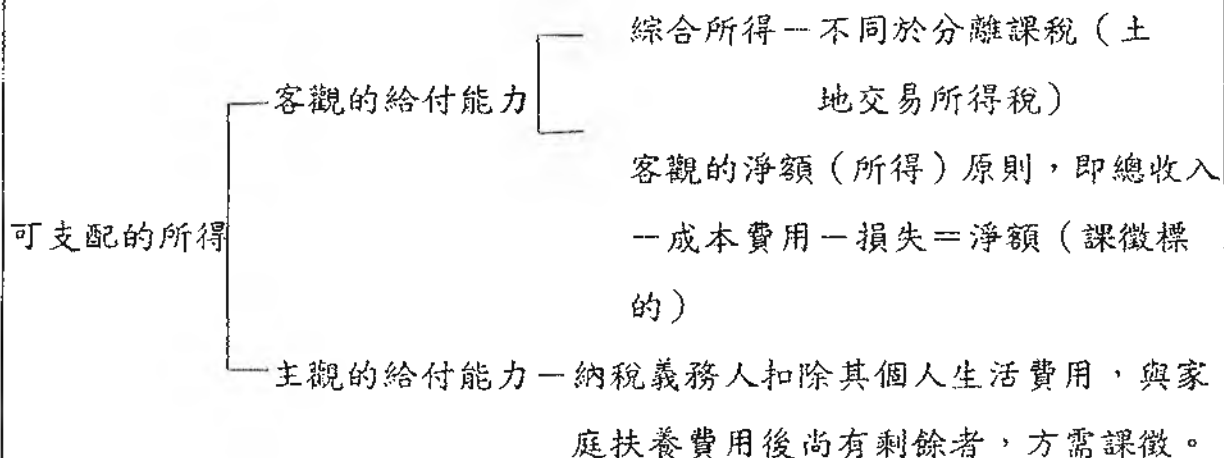 綜合所得－不同於分離課稅（土
地交易所得稅）
客觀的給付能力
客觀的淨額（所得）原則，即總收入
－成本費用－損失＝淨額（課徵標
的）
可支配的所得
主觀的給付能力－納稅義務人扣除其個人生活費用，與家
庭扶養費用後尚有剩餘者，方需課徵。